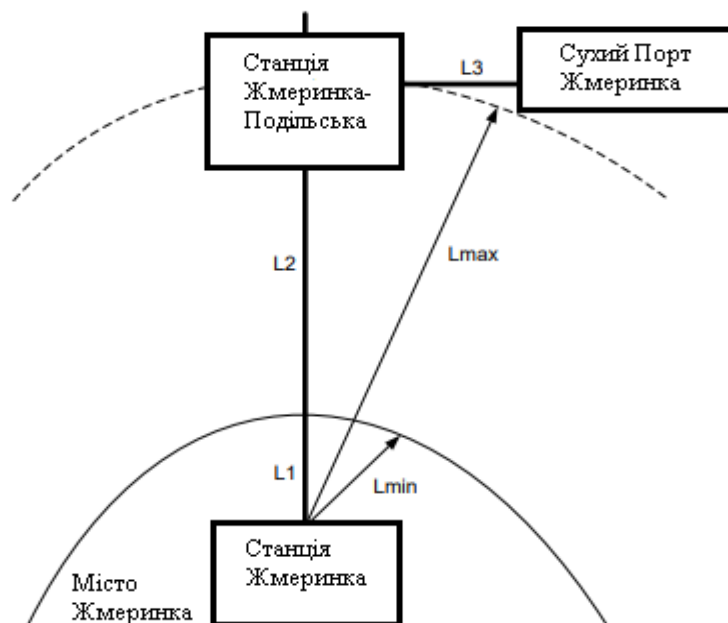 Станція
Жмеринка-
Подільська
L3
Сухий Порт
Жмеринка
L2
Lmax
L1
Lmin
Станція
Жмеринка
Місто
Жмеринка